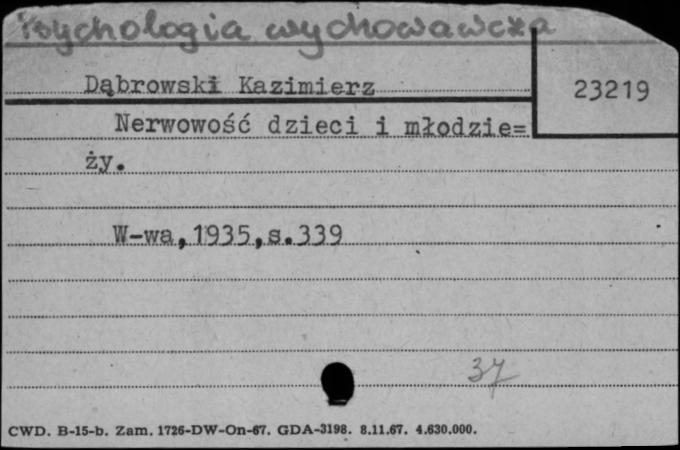 Psychologia wychowawcza
Dąbrowski Kazimierz
23219
Nerwowość dzieci i młodzie=
ży.
W-wa,1935,s.339
37
CWD. B-15-b. Zam. 1726-DW-On-67. GDA-3198. 8.11.67. 4.630.000.